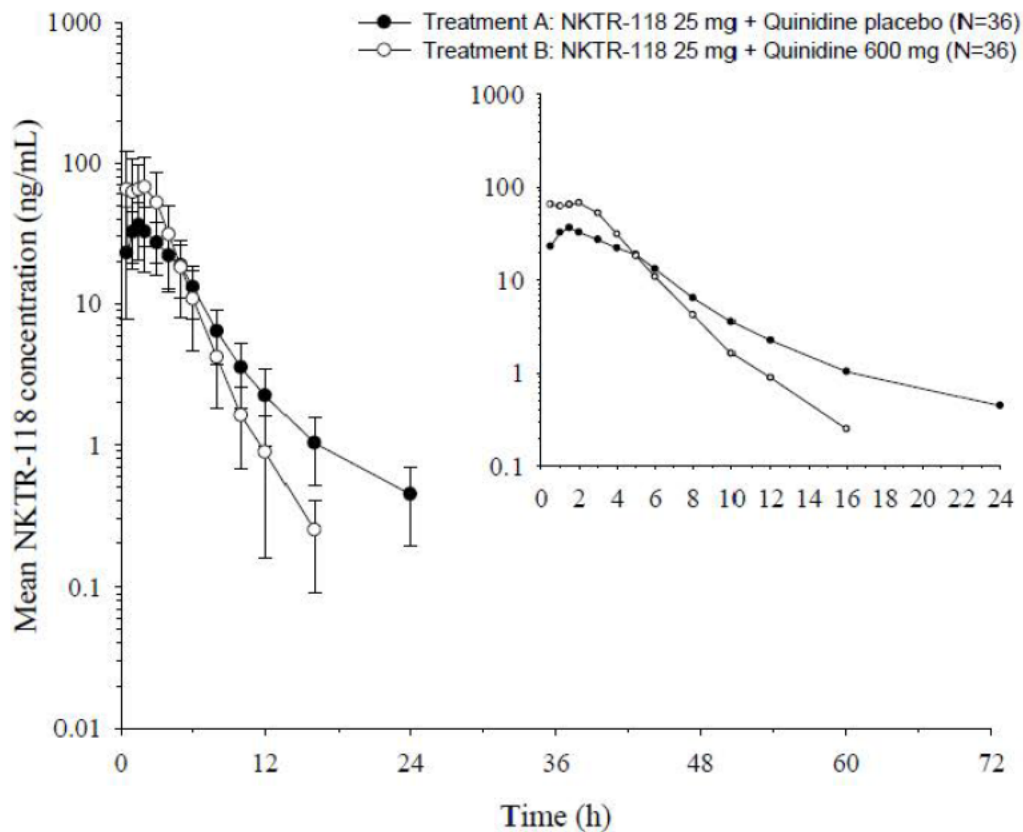 Treatment A: NKTR-118 25 mg + Quinidine placebo (N=36)
Treatment B: NKTR-118 25 mg + Quinidine 600 mg (N=36)
Mean NKTR-118 concentration (ng/mL)
1000
100
10
1
0.1
0.01
0 12 24 36 48 60 72
Time (h)
1000
100
10
1
0.1
0 2 4 6 8 10 12 14 16 18 20 22 24